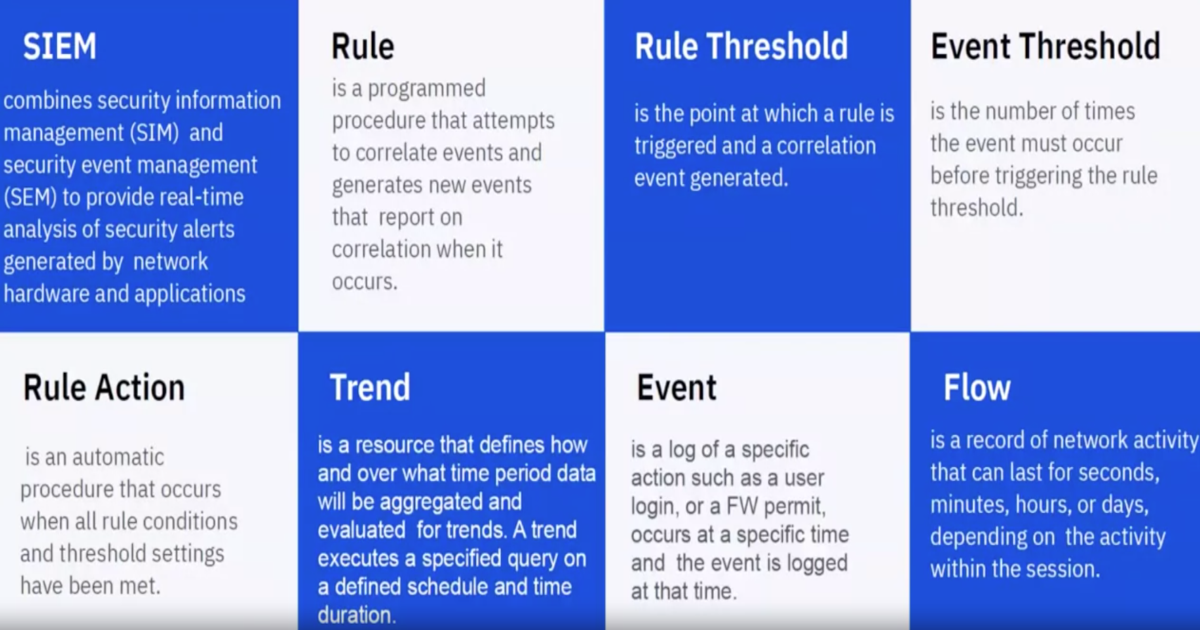 SIEM
combines security information
management (SIM) and
security event management
(SEM) to provide real-time
analysis of security alerts
generated by network
hardware and applications
Rule
is a programmed
procedure that attempts
to correlate events and
generates new events
that report on
correlation when it
occurs.
Rule Threshold
is the point at which a rule is
triggered and a correlation
event generated.
Event Threshold
is the number of times
the event must occur
before triggering the rule
threshold.
Rule Action
is an automatic
procedure that occurs
when all rule conditions
and threshold settings
have been met.
Trend
is a resource that defines how
and over what time period data
will be aggregated and
evaluated for trends. A trend
executes a specified query on
a defined schedule and time
duration.
Event
is a log of a specific
action such as a user
login, or a FW permit,
occurs at a specific time
and the event is logged
at that time.
Flow
is a record of network activity
that can last for seconds,
minutes, hours, or days,
depending on the activity
within the session.